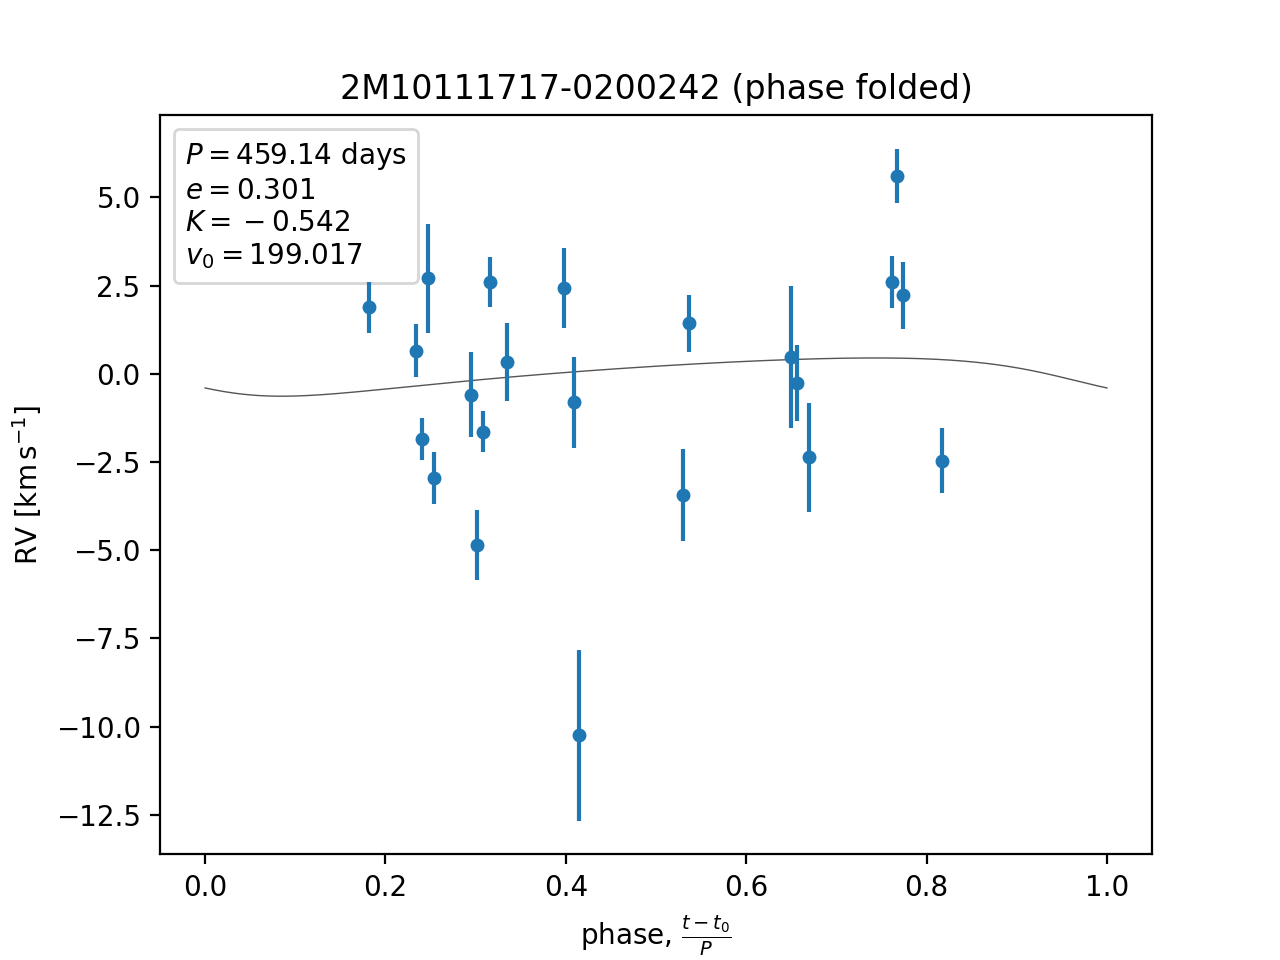 2M10111717-0200242 (phase folded)
P = 459.14 days
e = 0.301
K = −0.542
v₀ = 199.017
5.0
2.5
0.0
−2.5
−5.0
−7.5
−10.0
−12.5
RV [km s⁻¹]
0.0 0.2 0.4 0.6 0.8 1.0
phase, (t − t₀)/P